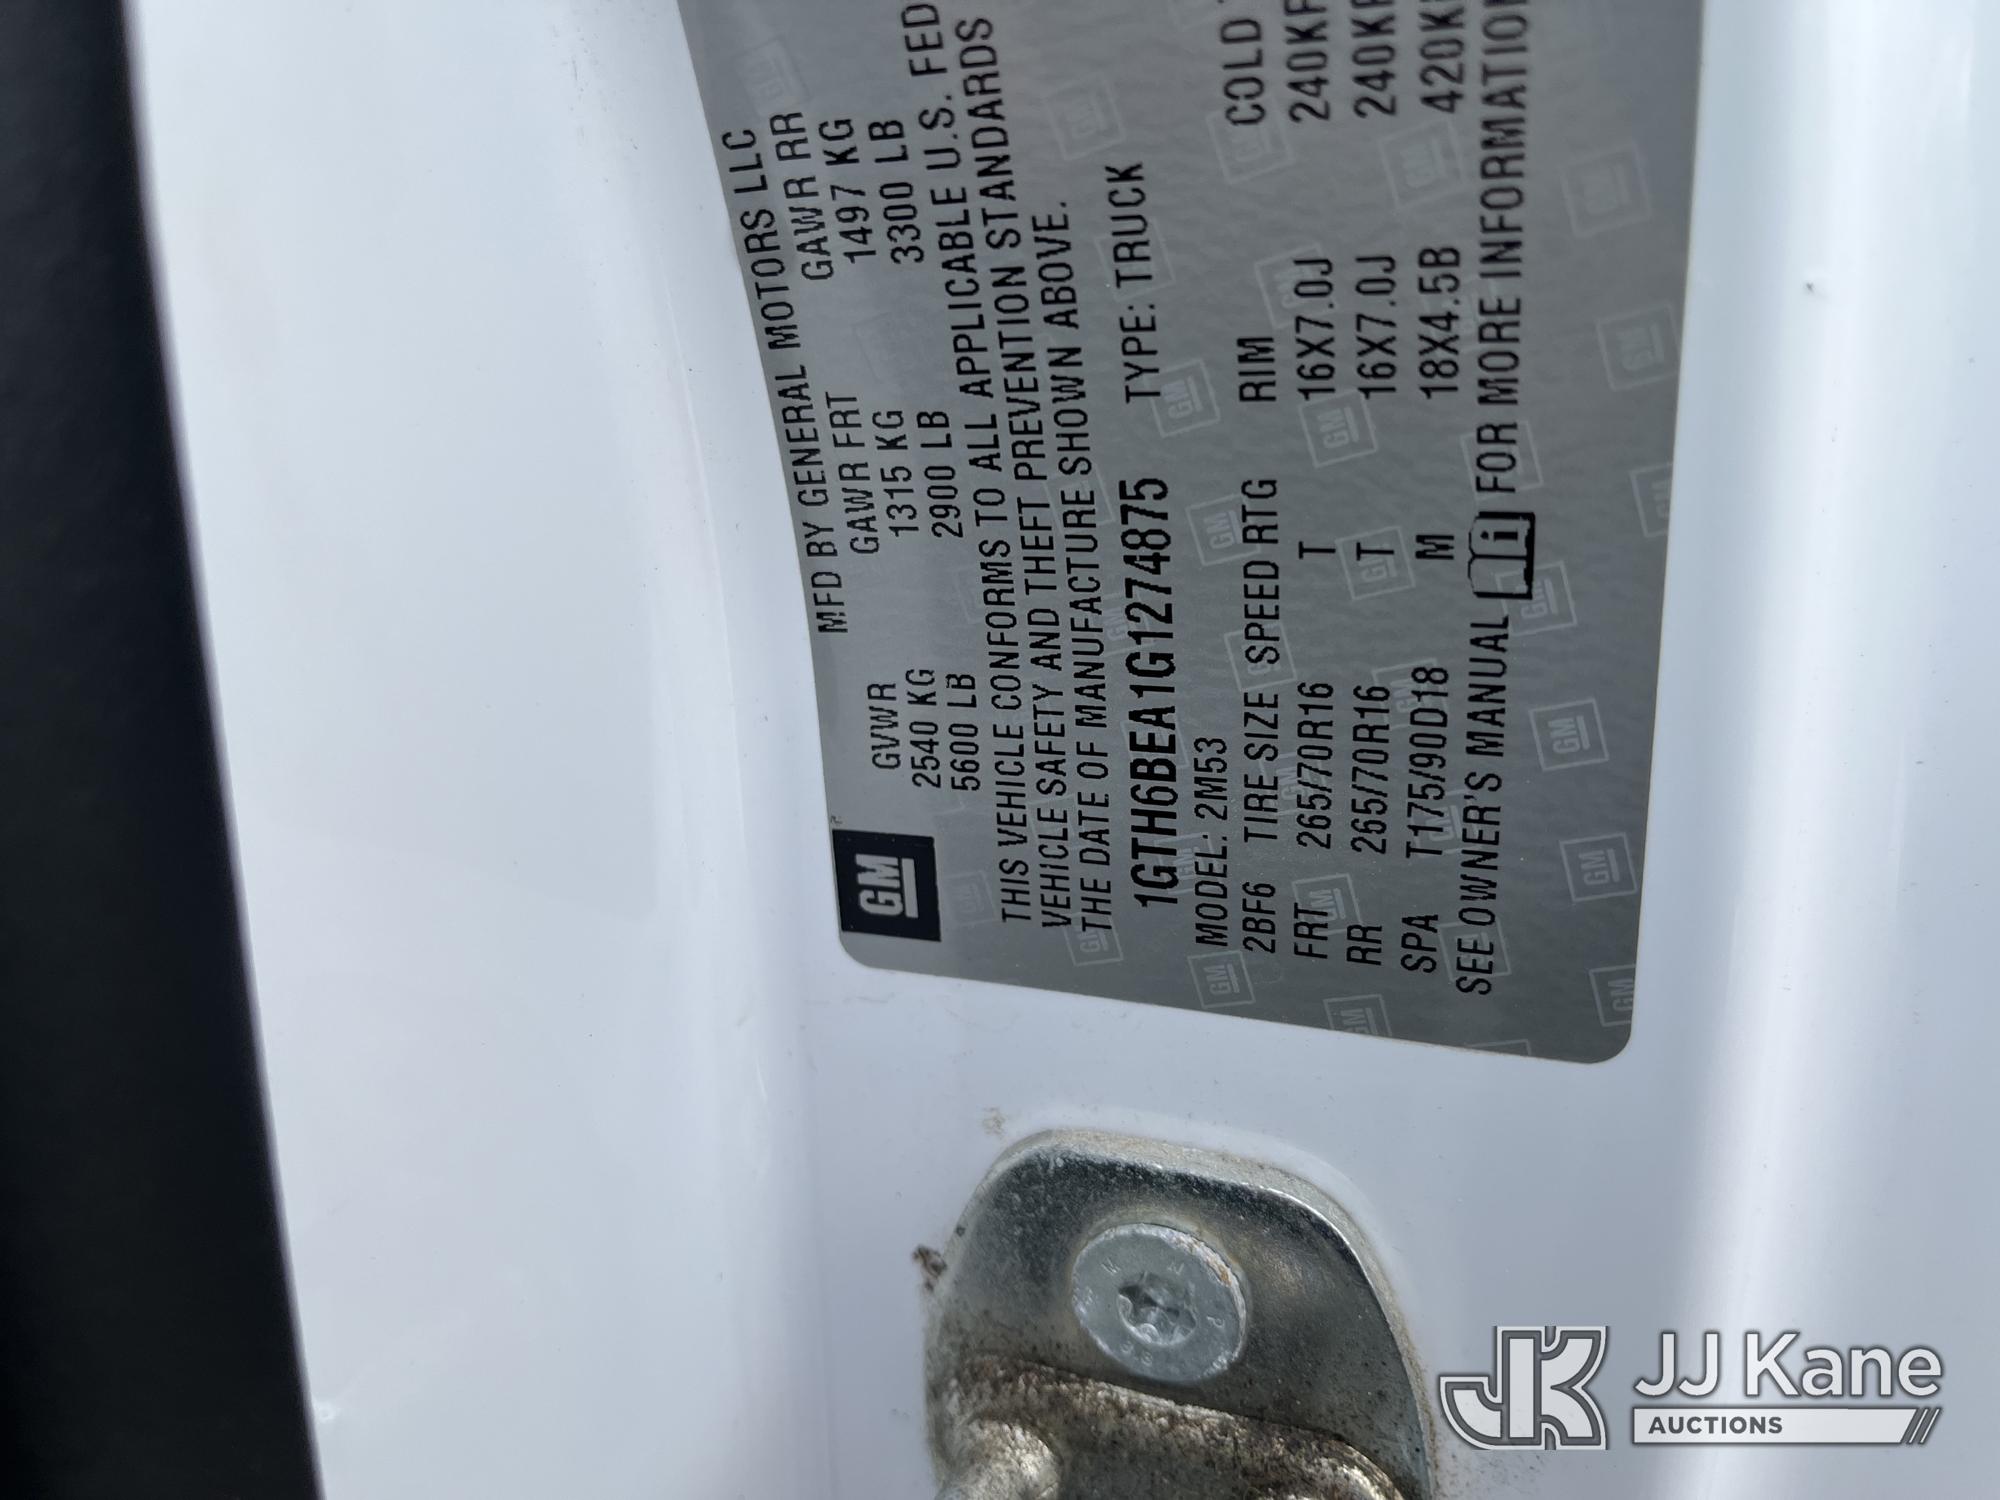 MFD BY GENERAL MOTORS LLC
GM
GVWR GAWR FRT GAWR RR
2540 KG 1315 KG 1497 KG
5600 LB 2900 LB 3300 LB
THIS VEHICLE CONFORMS TO ALL APPLICABLE U.S. FED
VEHICLE SAFETY AND THEFT PREVENTION STANDARDS
THE DATE OF MANUFACTURE SHOWN ABOVE.
1GTH6BEA1G1274875 TYPE: TRUCK
MODEL: 2M53
2BF6 TIRE SIZE SPEED RTG RIM COLD
FRT 265/70R16 T 16X7.0J 240KP
RR 265/70R16 T 16X7.0J 240KP
SPA T175/90D18 M 18X4.5B 420K
SEE OWNER'S MANUAL i FOR MORE INFORMATION
JK JJ Kane
AUCTIONS